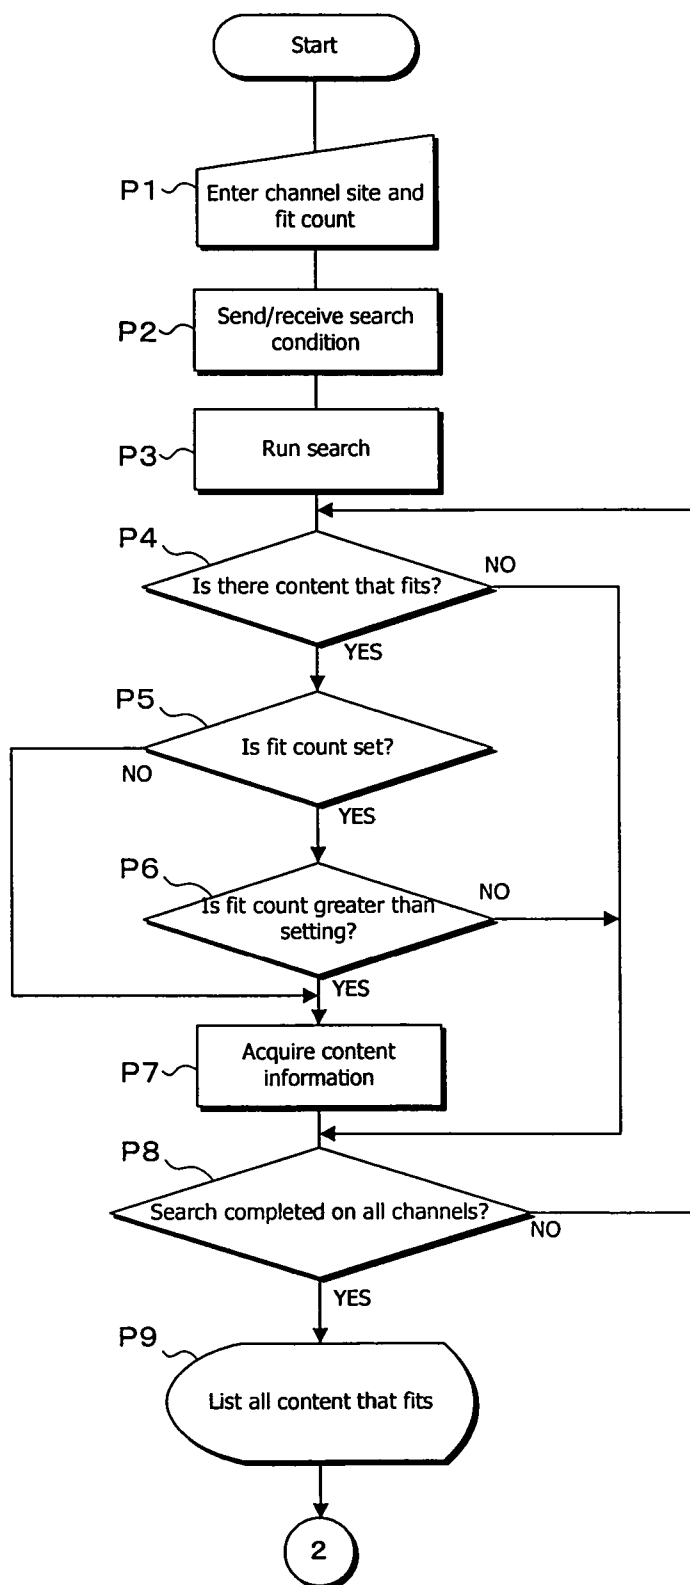 Start
P1
Enter channel site and
fit count
P2
Send/receive search
condition
P3
Run search
P4
Is there content that fits?
NO
YES
P5
Is fit count set?
NO
YES
P6
Is fit count greater than
setting?
NO
YES
P7
Acquire content
information
P8
Search completed on all channels?
NO
YES
P9
List all content that fits
2